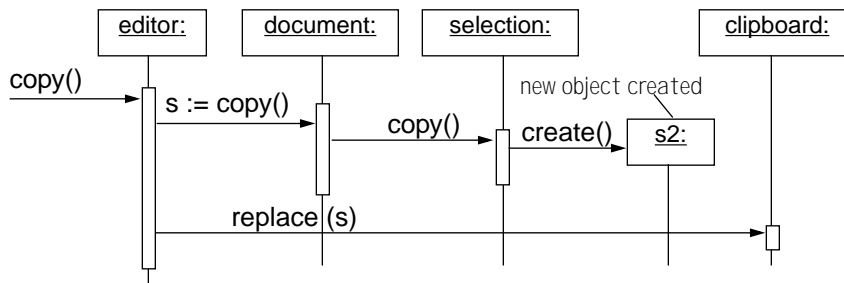 editor:
document:
selection:
clipboard:
copy()
s := copy()
copy()
new object created
create()
s2:
replace (s)